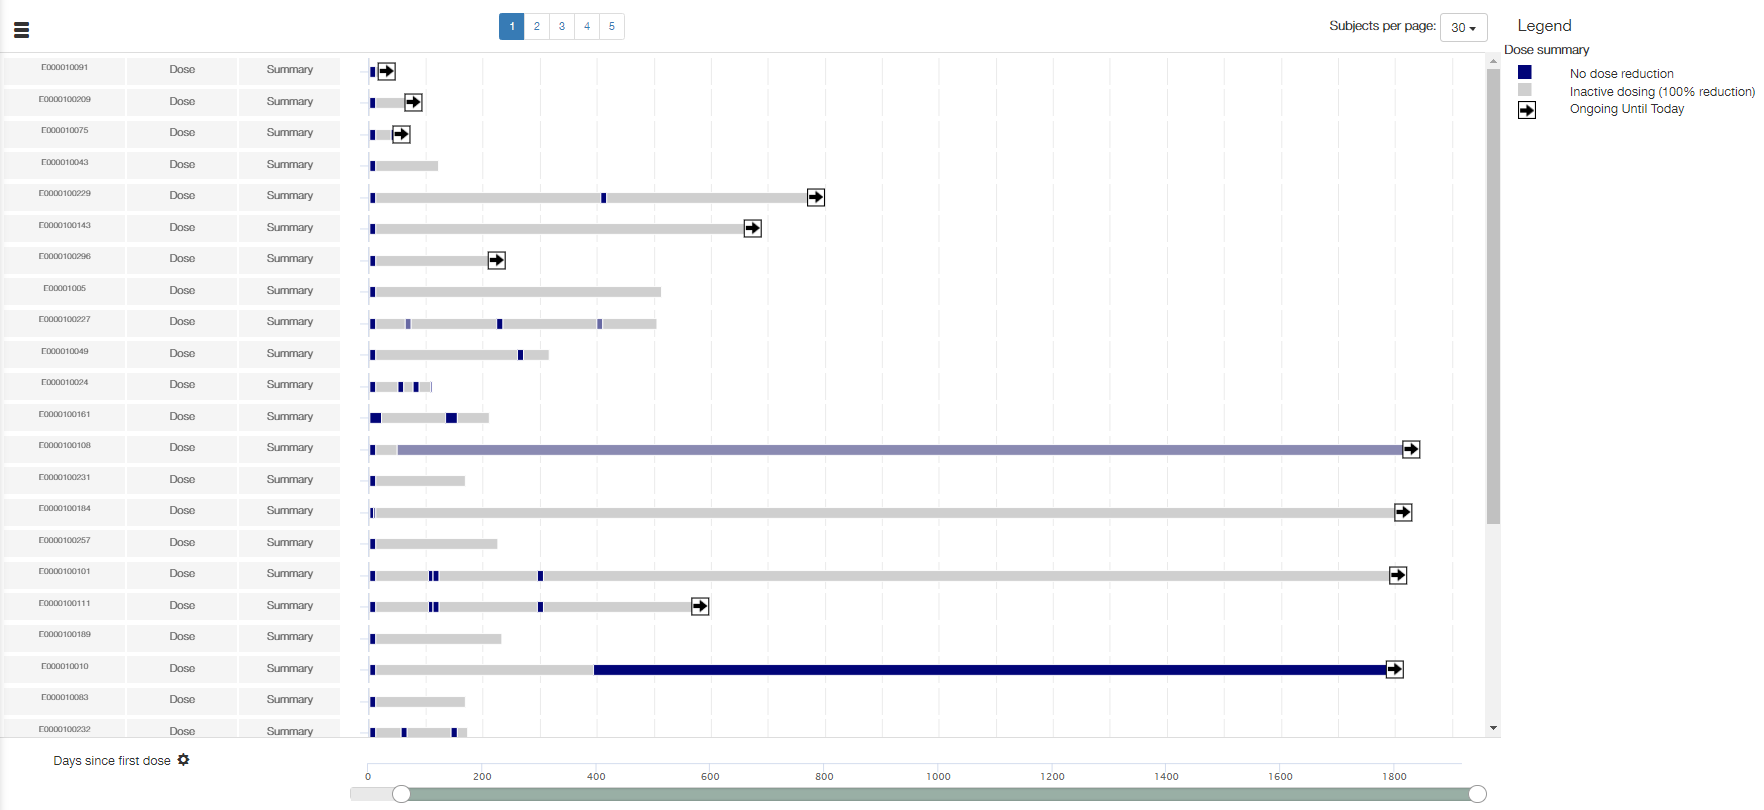 1 2 3 4 5
Subjects per page: 30
Legend
Dose summary
No dose reduction
Inactive dosing (100% reduction)
Ongoing Until Today
E000010091 Dose Summary
E0000100209 Dose Summary
E000010075 Dose Summary
E000010043 Dose Summary
E0000100229 Dose Summary
E0000100143 Dose Summary
E0000100296 Dose Summary
E00001005 Dose Summary
E0000100227 Dose Summary
E000010049 Dose Summary
E000010024 Dose Summary
E0000100161 Dose Summary
E0000100108 Dose Summary
E0000100231 Dose Summary
E0000100184 Dose Summary
E0000100257 Dose Summary
E0000100101 Dose Summary
E0000100111 Dose Summary
E0000100189 Dose Summary
E000010010 Dose Summary
E000010083 Dose Summary
E0000100232 Dose Summary
Days since first dose
0 200 400 600 800 1000 1200 1400 1600 1800